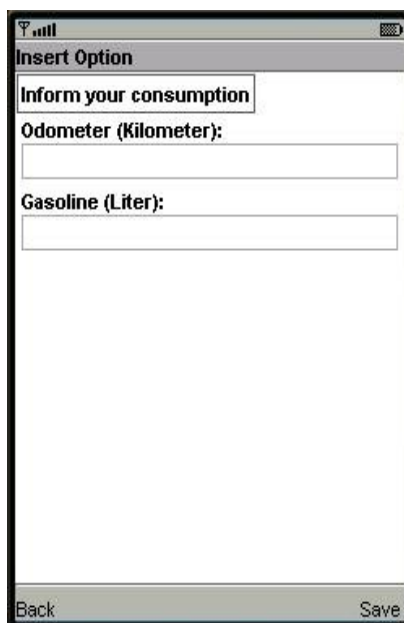 Insert Option
Inform your consumption
Odometer (Kilometer):
Gasoline (Liter):
Back Save